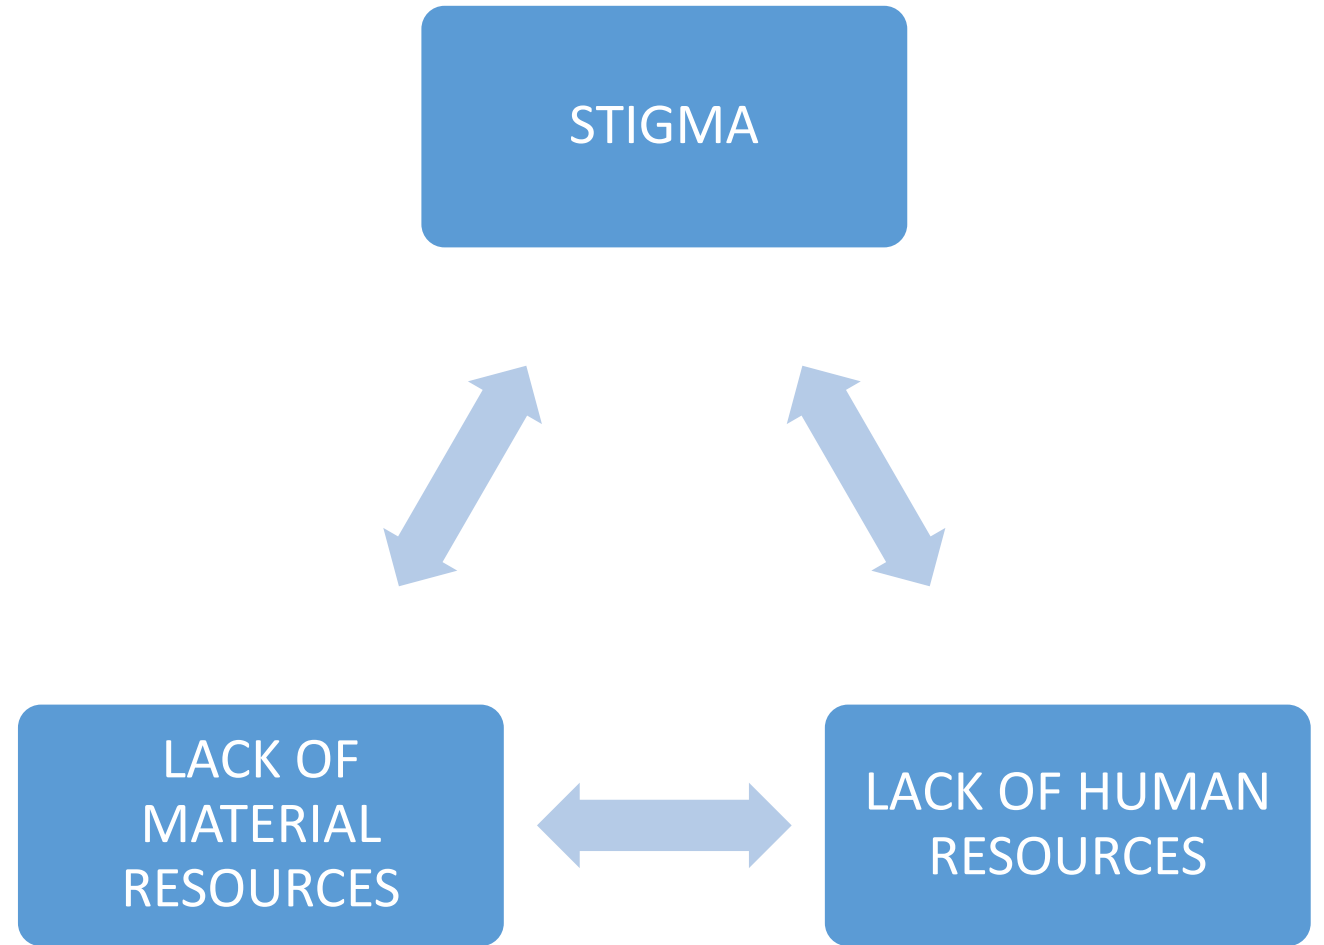 STIGMA
LACK OF
MATERIAL
RESOURCES
LACK OF HUMAN
RESOURCES